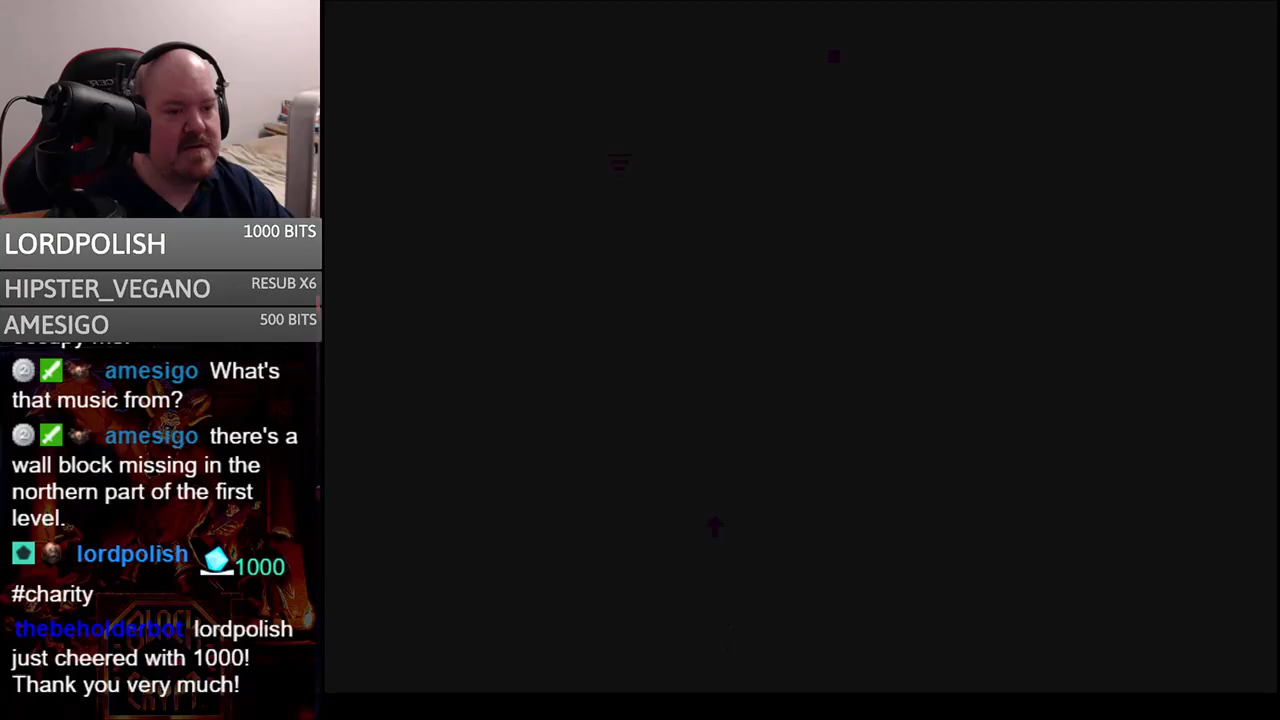 LORDPOLISH 1000 BITS
HIPSTER_VEGANO RESUB X6
AMESIGO 500 BITS
amesigo What's
that music from?
amesigo there's a
wall block missing in the
northern part of the first
level.
lordpolish 1000
#charity
thebeholderbot lordpolish
just cheered with 1000!
Thank you very much!